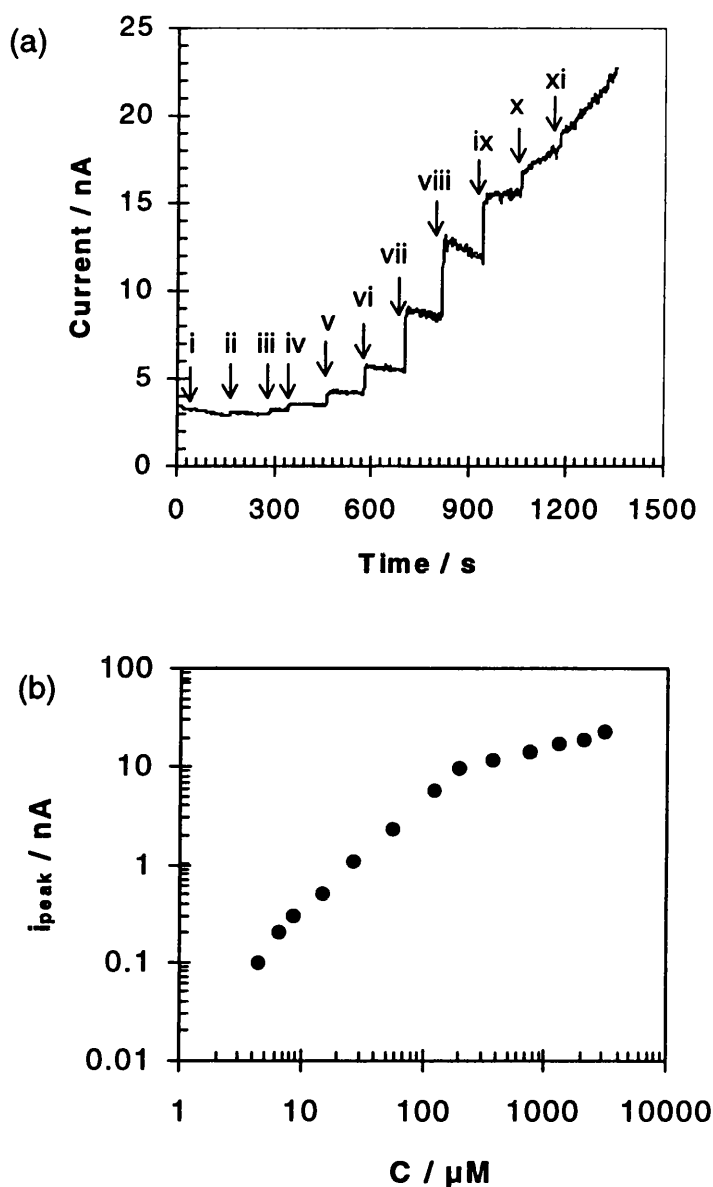 (a)
25
20
15
10
5
0
Current / nA
i ii iii iv v vi vii viii ix x xi
0 300 600 900 1200 1500
Time / s
(b)
100
10
1
0.1
0.01
ipeak / nA
1 10 100 1000 10000
C / µM